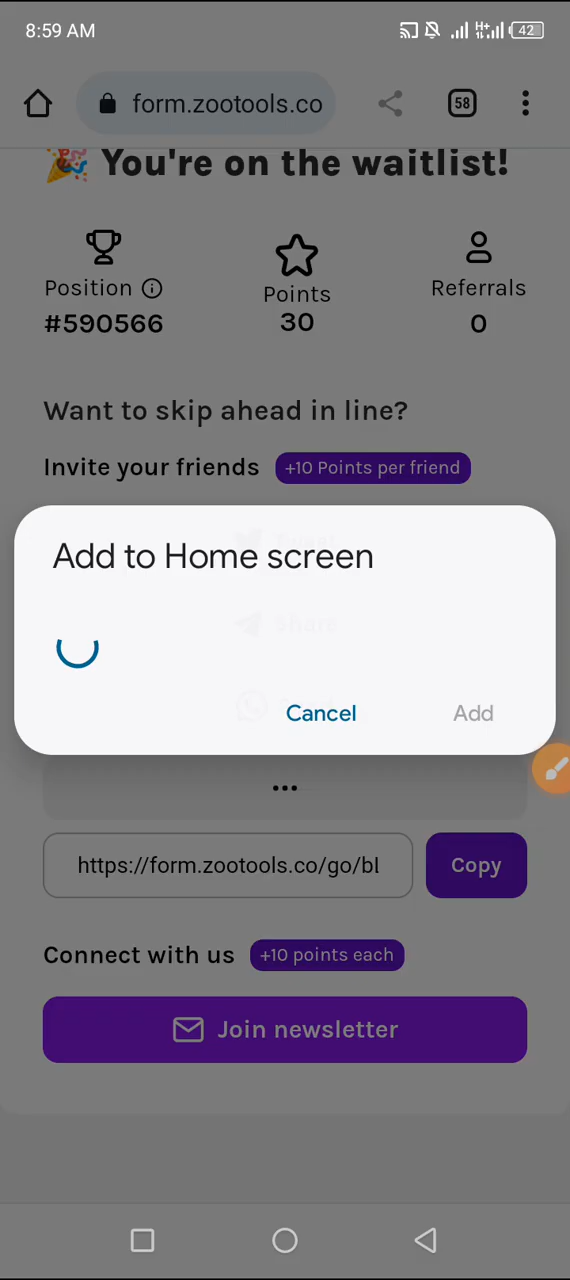 8:59 AM
42
form.zootools.co
58
🎉 You're on the waitlist!
Position
Points
Referrals
#590566
30
0
Want to skip ahead in line?
Invite your friends
+10 Points per friend
Tweet
Add to Home screen
Share
Cancel
Add
...
https://form.zootools.co/go/bl
Copy
Connect with us
+10 points each
Join newsletter